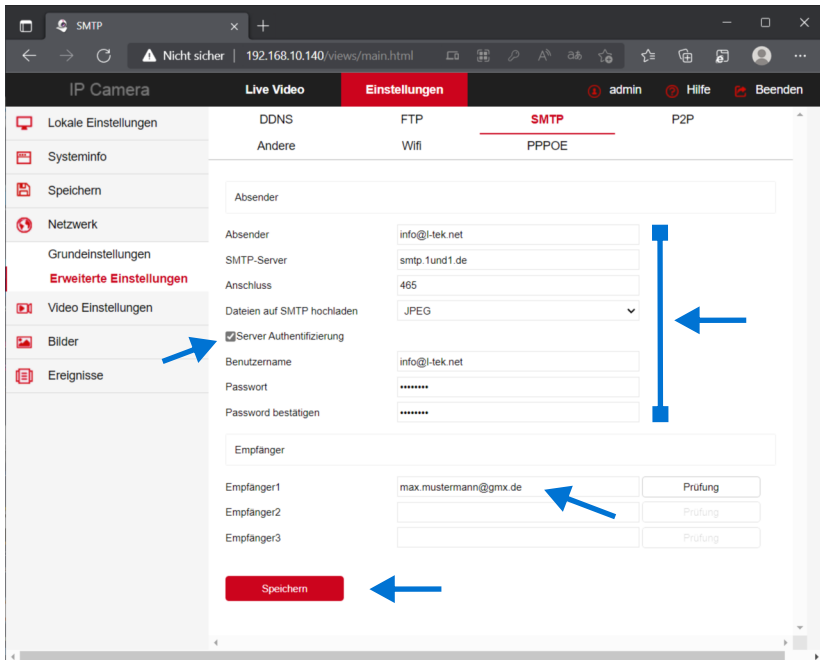 SMTP
Nicht sicher | 192.168.10.140/views/main.html
IP Camera Live Video Einstellungen admin Hilfe Beenden
Lokale Einstellungen
Systeminfo
Speichern
Netzwerk
Grundeinstellungen
Erweiterte Einstellungen
Video Einstellungen
Bilder
Ereignisse
DDNS FTP SMTP P2P
Andere Wifi PPPOE
Absender
Absender info@l-tek.net
SMTP-Server smtp.1und1.de
Anschluss 465
Dateien auf SMTP hochladen JPEG
Server Authentifizierung
Benutzername info@l-tek.net
Passwort ••••••••
Password bestätigen ••••••••
Empfänger
Empfänger1 max.mustermann@gmx.de Prüfung
Empfänger2 Prüfung
Empfänger3 Prüfung
Speichern